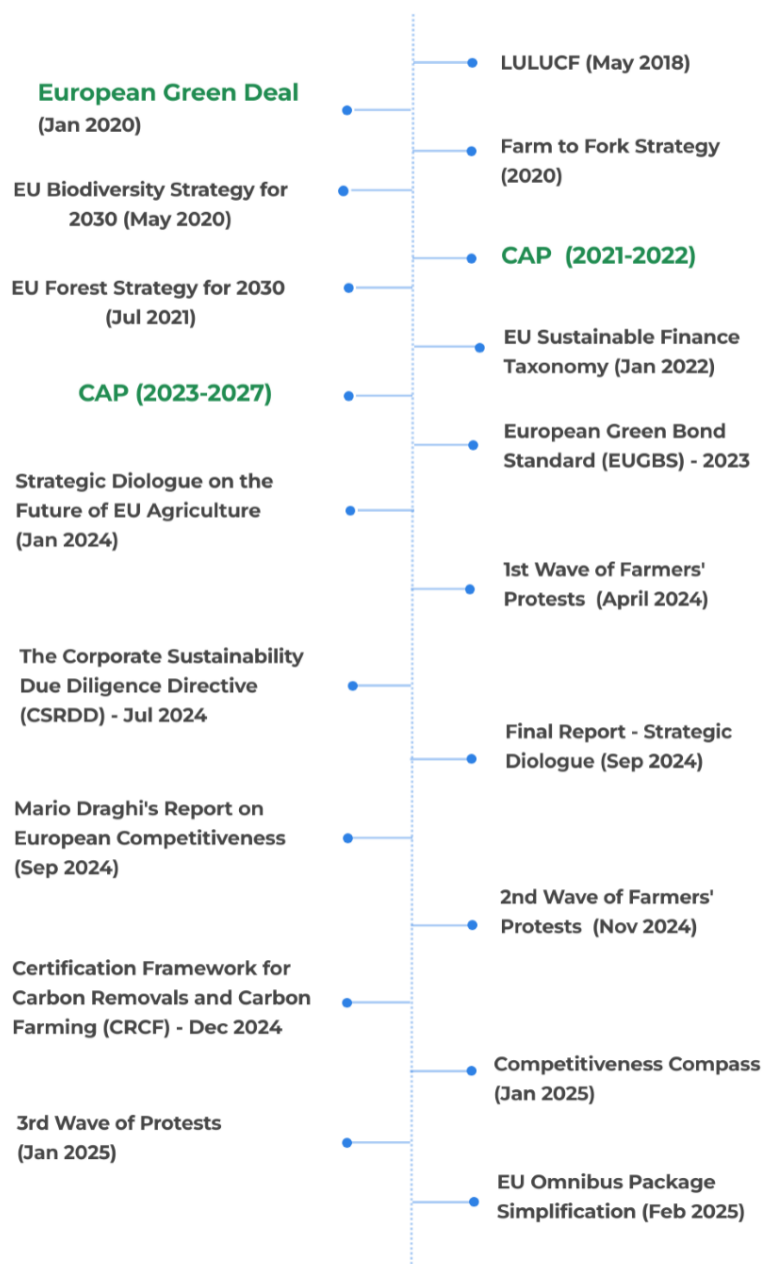 LULUCF (May 2018)
European Green Deal
(Jan 2020)
Farm to Fork Strategy
(2020)
EU Biodiversity Strategy for
2030 (May 2020)
CAP (2021-2022)
EU Forest Strategy for 2030
(Jul 2021)
EU Sustainable Finance
Taxonomy (Jan 2022)
CAP (2023-2027)
European Green Bond
Standard (EUGBS) - 2023
Strategic Diologue on the
Future of EU Agriculture
(Jan 2024)
1st Wave of Farmers'
Protests (April 2024)
The Corporate Sustainability
Due Diligence Directive
(CSRDD) - Jul 2024
Final Report - Strategic
Diologue (Sep 2024)
Mario Draghi's Report on
European Competitiveness
(Sep 2024)
2nd Wave of Farmers'
Protests (Nov 2024)
Certification Framework for
Carbon Removals and Carbon
Farming (CRCF) - Dec 2024
Competitiveness Compass
(Jan 2025)
3rd Wave of Protests
(Jan 2025)
EU Omnibus Package
Simplification (Feb 2025)